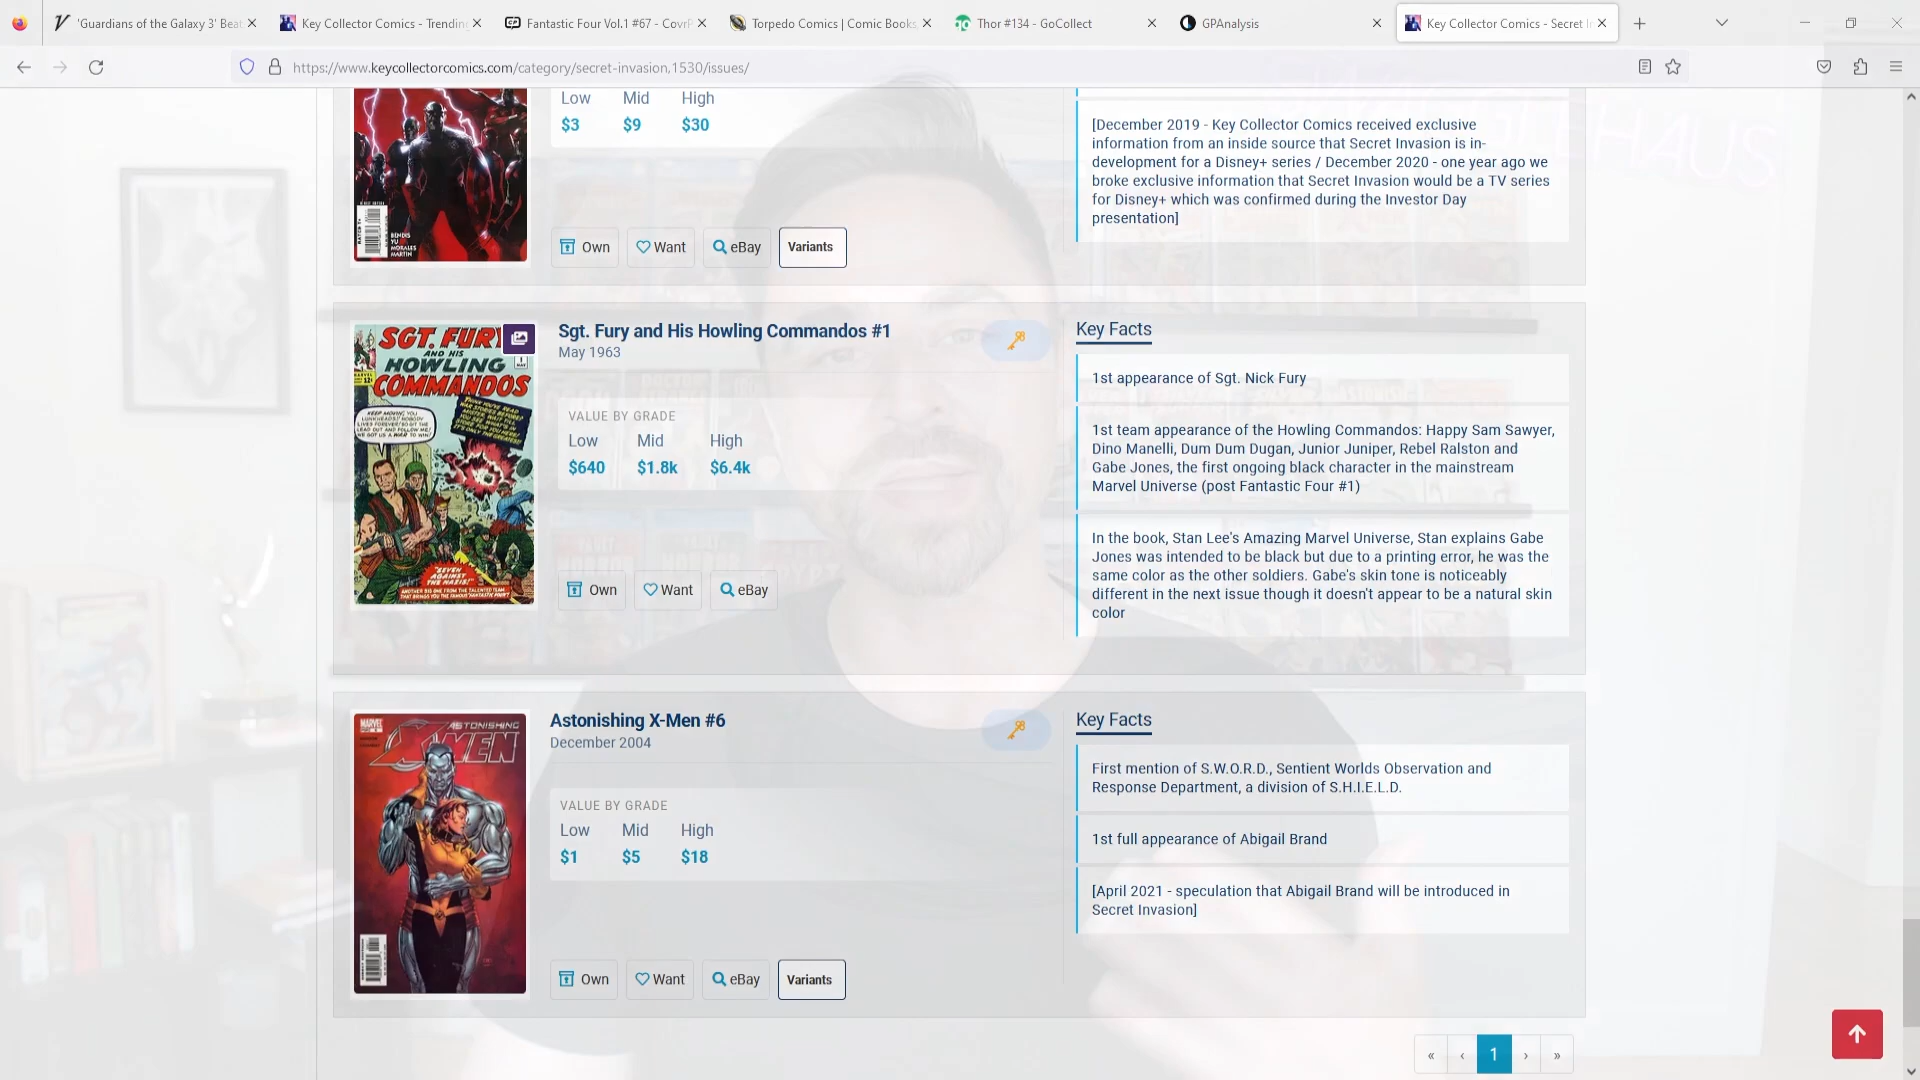 'Guardians of the Galaxy 3' Bea
Key Collector Comics - Trending
Fantastic Four Vol.1 #67 - Covr
Torpedo Comics | Comic Books,
Thor #134 - GoCollect
GPAnalysis
Key Collector Comics - Secret In
https://www.keycollectorcomics.com/category/secret-invasion,1530/issues/
Low Mid High
$3 $9 $30
BENDIS
YU
MORALES
MARTIN
Own Want eBay Variants
[December 2019 - Key Collector Comics received exclusive
information from an inside source that Secret Invasion is in-
development for a Disney+ series / December 2020 - one year ago we
broke exclusive information that Secret Invasion would be a TV series
for Disney+ which was confirmed during the Investor Day
presentation]
HAUS
SGT. FURY
AND HIS
HOWLING
COMMANDOS
"SEVEN
AGAINST
THE NAZIS!"
Sgt. Fury and His Howling Commandos #1
May 1963
VALUE BY GRADE
Low Mid High
$640 $1.8k $6.4k
Own Want eBay
Key Facts
1st appearance of Sgt. Nick Fury
1st team appearance of the Howling Commandos: Happy Sam Sawyer,
Dino Manelli, Dum Dum Dugan, Junior Juniper, Rebel Ralston and
Gabe Jones, the first ongoing black character in the mainstream
Marvel Universe (post Fantastic Four #1)
In the book, Stan Lee's Amazing Marvel Universe, Stan explains Gabe
Jones was intended to be black but due to a printing error, he was the
same color as the other soldiers. Gabe's skin tone is noticeably
different in the next issue though it doesn't appear to be a natural skin
color
MARVEL
ASTONISHING
X-MEN
Astonishing X-Men #6
December 2004
VALUE BY GRADE
Low Mid High
$1 $5 $18
Own Want eBay Variants
Key Facts
First mention of S.W.O.R.D., Sentient Worlds Observation and
Response Department, a division of S.H.I.E.L.D.
1st full appearance of Abigail Brand
[April 2021 - speculation that Abigail Brand will be introduced in
Secret Invasion]
« ‹ 1 › »